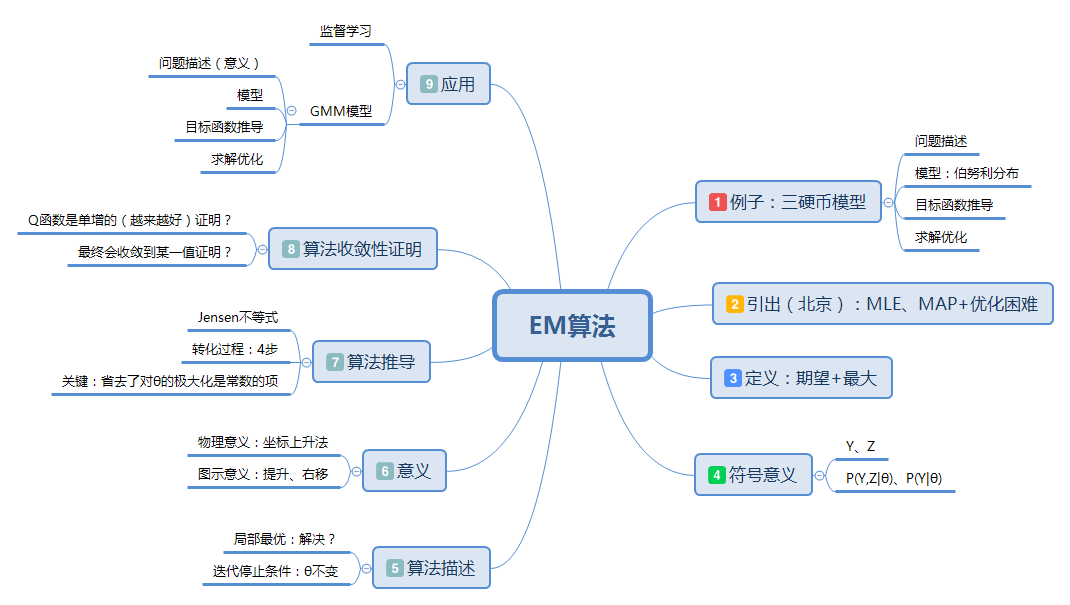 EM算法
1 例子：三硬币模型
问题描述
模型：伯努利分布
目标函数推导
求解优化
2 引出（北京）：MLE、MAP+优化困难
3 定义：期望+最大
4 符号意义
Y、Z
P(Y,Z|θ)、P(Y|θ)
5 算法描述
局部最优：解决？
迭代停止条件：θ不变
6 意义
物理意义：坐标上升法
图示意义：提升、右移
7 算法推导
Jensen不等式
转化过程：4步
关键：省去了对θ的极大化是常数的项
8 算法收敛性证明
Q函数是单增的（越来越好）证明？
最终会收敛到某一值证明？
9 应用
监督学习
GMM模型
问题描述（意义）
模型
目标函数推导
求解优化